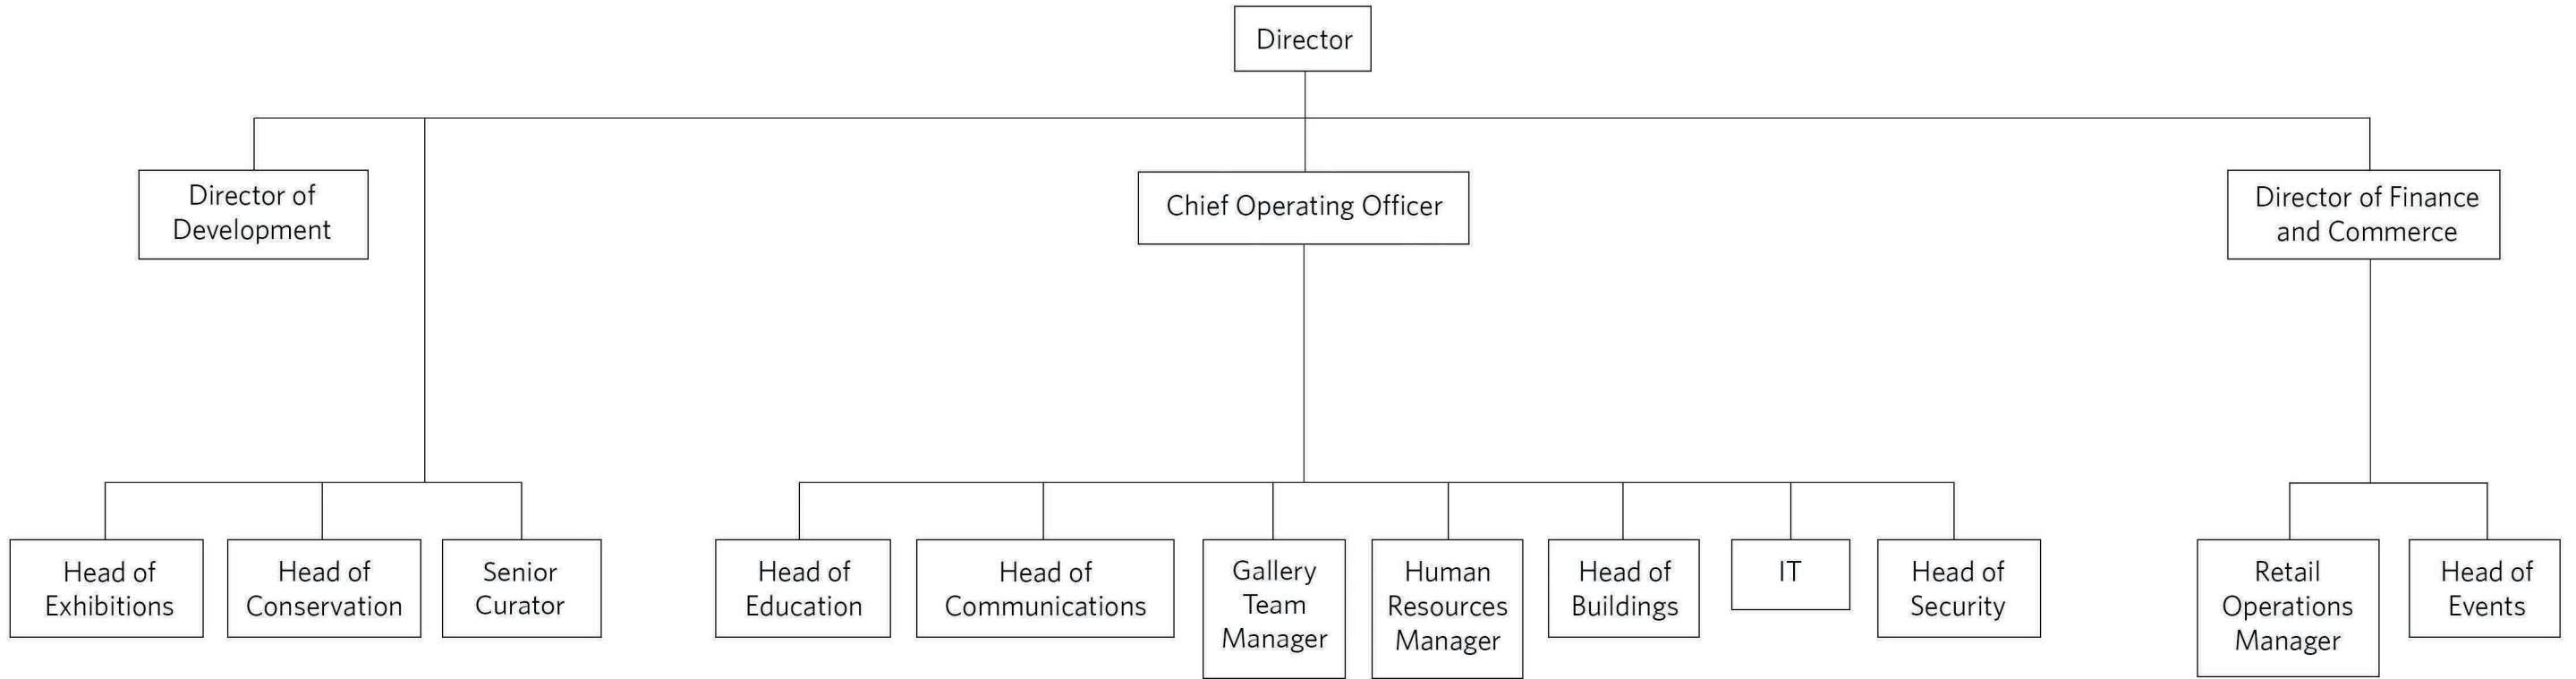 Director
Director of
Development
Chief Operating Officer
Director of Finance
and Commerce
Head of
Exhibitions
Head of
Conservation
Senior
Curator
Head of
Education
Head of
Communications
Gallery
Team
Manager
Human
Resources
Manager
Head of
Buildings
IT
Head of
Security
Retail
Operations
Manager
Head of
Events